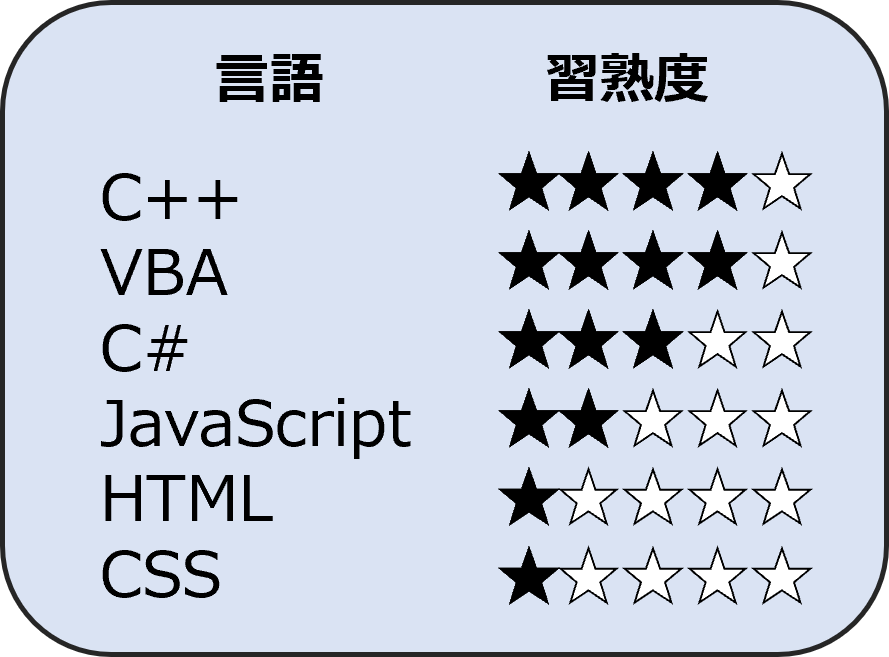 言語 習熟度
C++ ★★★★☆
VBA ★★★★☆
C# ★★★☆☆
JavaScript ★★☆☆☆
HTML ★☆☆☆☆
CSS ★☆☆☆☆